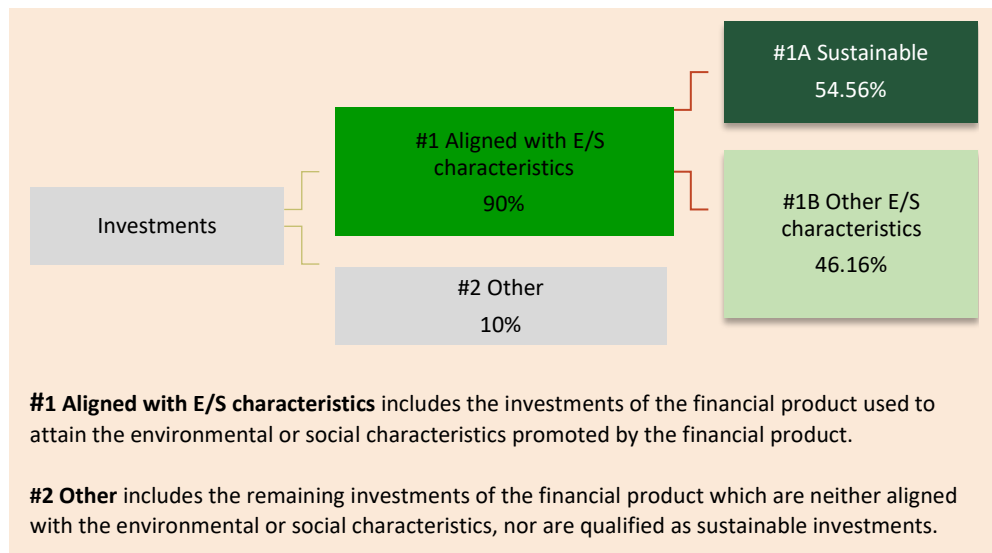 #1A Sustainable
54.56%
#1 Aligned with E/S
characteristics
90%
#1B Other E/S
characteristics
46.16%
Investments
#2 Other
10%
#1 Aligned with E/S characteristics includes the investments of the financial product used to
attain the environmental or social characteristics promoted by the financial product.
#2 Other includes the remaining investments of the financial product which are neither aligned
with the environmental or social characteristics, nor are qualified as sustainable investments.